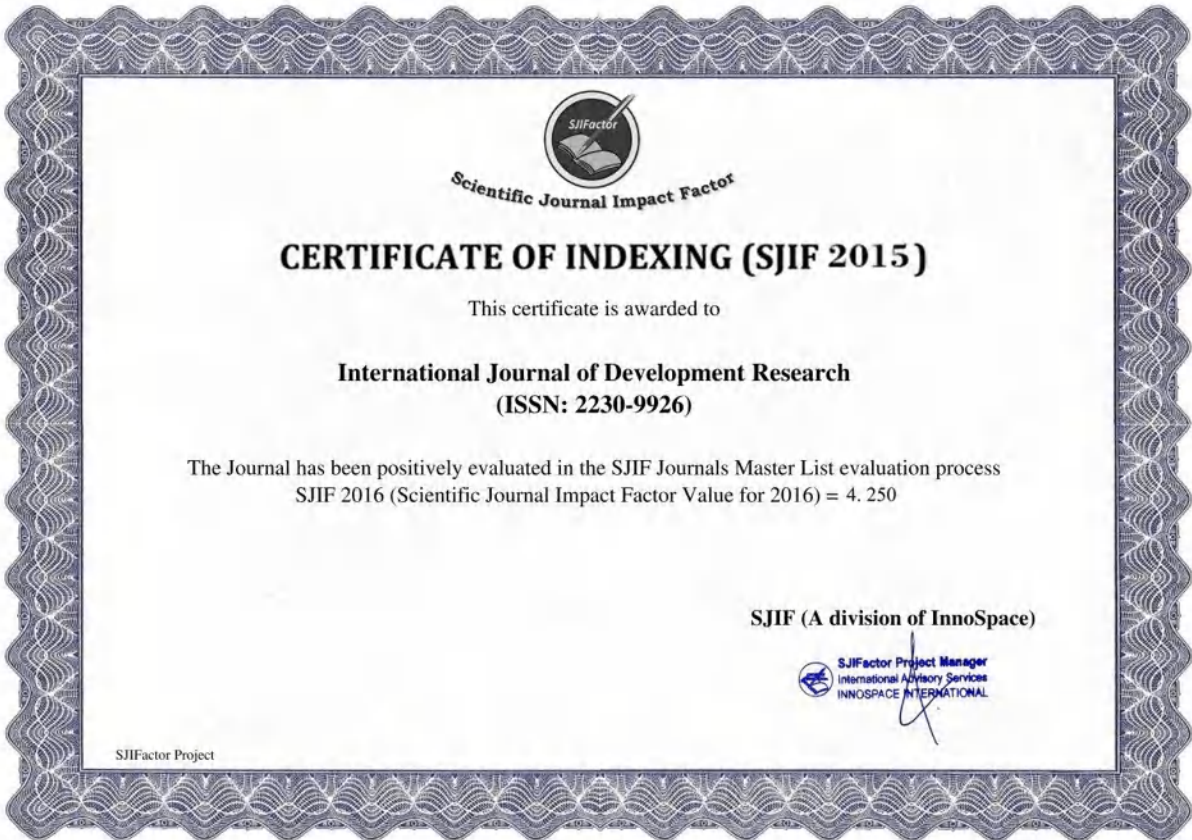 SJIFactor
Scientific Journal Impact Factor
CERTIFICATE OF INDEXING (SJIF 2015)
This certificate is awarded to
International Journal of Development Research
(ISSN: 2230-9926)
The Journal has been positively evaluated in the SJIF Journals Master List evaluation process
SJIF 2016 (Scientific Journal Impact Factor Value for 2016) = 4. 250
SJIF (A division of InnoSpace)
SJIFactor Project Manager
International Advisory Services
INNOSPACE INTERNATIONAL
SJIFactor Project